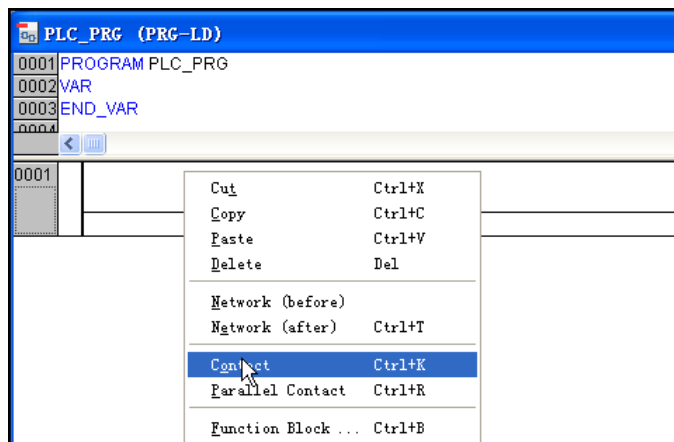 PLC_PRG (PRG-LD)
0001 PROGRAM PLC_PRG
0002 VAR
0003 END_VAR
0004
0001
Cut Ctrl+X
Copy Ctrl+C
Paste Ctrl+V
Delete Del
Network (before)
Network (after) Ctrl+T
Contact Ctrl+K
Parallel Contact Ctrl+R
Function Block ... Ctrl+B